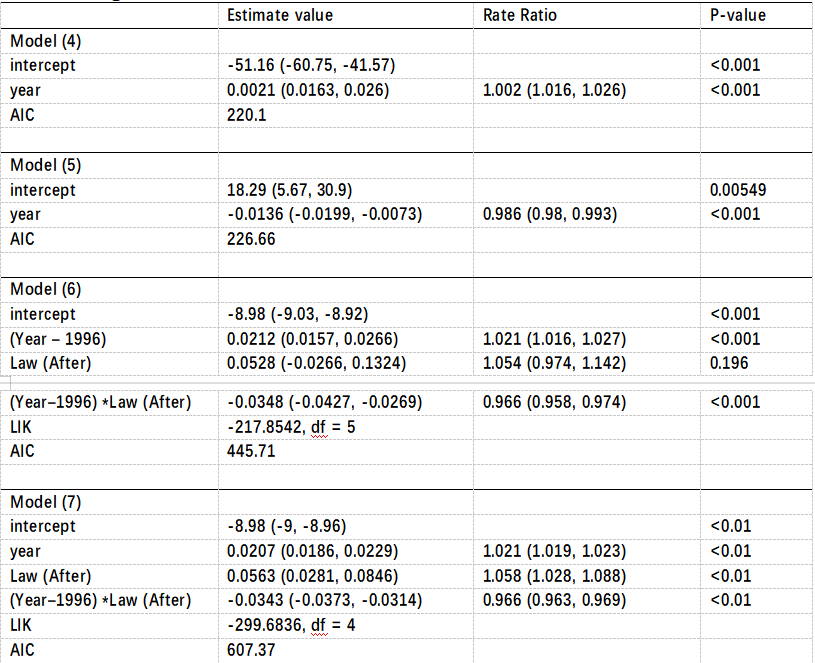 Estimate value Rate Ratio P-value
Model (4)
intercept -51.16 (-60.75, -41.57) <0.001
year 0.0021 (0.0163, 0.026) 1.002 (1.016, 1.026) <0.001
AIC 220.1
Model (5)
intercept 18.29 (5.67, 30.9) 0.00549
year -0.0136 (-0.0199, -0.0073) 0.986 (0.98, 0.993) <0.001
AIC 226.66
Model (6)
intercept -8.98 (-9.03, -8.92) <0.001
(Year – 1996) 0.0212 (0.0157, 0.0266) 1.021 (1.016, 1.027) <0.001
Law (After) 0.0528 (-0.0266, 0.1324) 1.054 (0.974, 1.142) 0.196
(Year–1996) *Law (After) -0.0348 (-0.0427, -0.0269) 0.966 (0.958, 0.974) <0.001
LIK -217.8542, df = 5
AIC 445.71
Model (7)
intercept -8.98 (-9, -8.96) <0.01
year 0.0207 (0.0186, 0.0229) 1.021 (1.019, 1.023) <0.01
Law (After) 0.0563 (0.0281, 0.0846) 1.058 (1.028, 1.088) <0.01
(Year–1996) *Law (After) -0.0343 (-0.0373, -0.0314) 0.966 (0.963, 0.969) <0.01
LIK -299.6836, df = 4
AIC 607.37